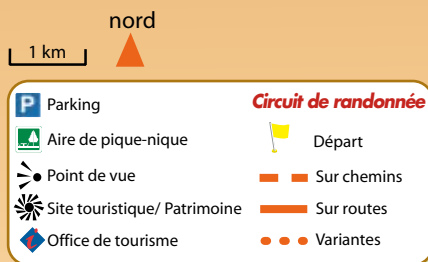 nord
1 km
P Parking
Circuit de randonnée
Aire de pique-nique
Départ
Point de vue
Sur chemins
Site touristique/ Patrimoine
Sur routes
i Office de tourisme
Variantes